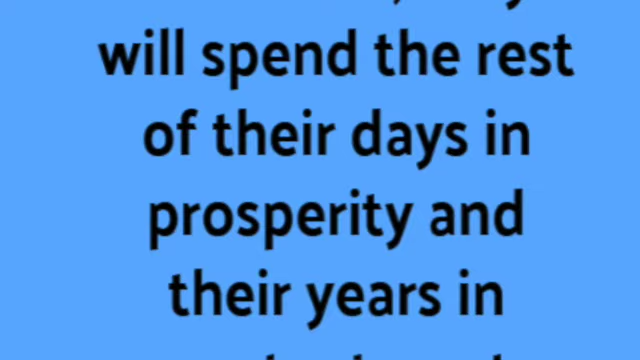 will spend the rest
of their days in
prosperity and
their years in